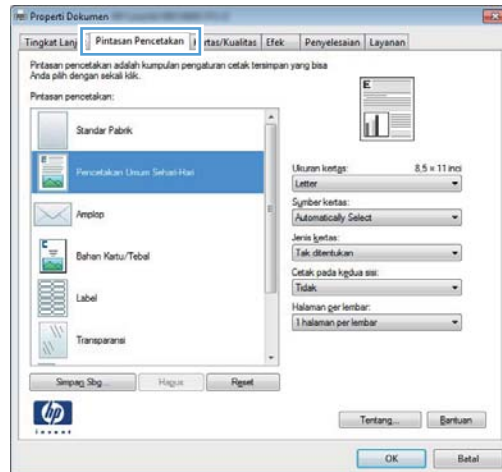 Properti Dokumen
Tingkat Lanj Pintasan Pencetakan rtas/Kualitas Efek Penyelesaian Layanan
Pintasan pencetakan adalah kumpulan pengaturan cetak tersimpan yang bisa
Anda pilih dengan sekali klik.
Pintasan pencetakan:
E
Standar Pabrik
E
Pencetakan Umum Sehari-Hari
Ukuran kertas: 8,5 × 11 inci
Letter
Sumber kertas:
Amplop
Automatically Select
Jenis kertas:
C
Bahan Kartu/Tebal
Tak ditentukan
Cetak pada kedua sisi:
Tidak
Label
Halaman per lembar:
1 halaman per lembar
Transparansi
Simpan Sbg... Hapus Reset
hp
invent
Tentang... Bantuan
OK Batal